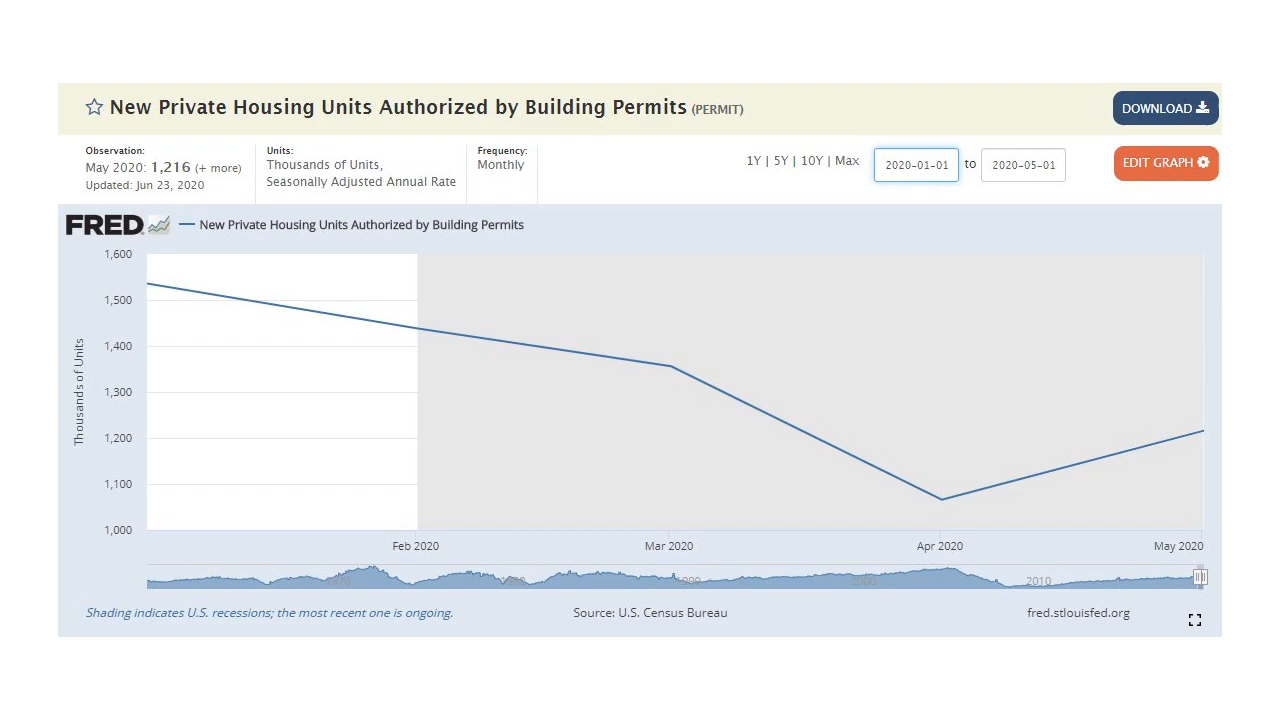 New Private Housing Units Authorized by Building Permits (PERMIT)
DOWNLOAD
Observation:
May 2020: 1,216 (+ more)
Updated: Jun 23, 2020
Units:
Thousands of Units,
Seasonally Adjusted Annual Rate
Frequency:
Monthly
1Y | 5Y | 10Y | Max
2020-01-01 to 2020-05-01
EDIT GRAPH
FRED
New Private Housing Units Authorized by Building Permits
Thousands of Units
1,600
1,500
1,400
1,300
1,200
1,100
1,000
Feb 2020 Mar 2020 Apr 2020 May 2020
1970 1980 1990 2000 2010
Shading indicates U.S. recessions; the most recent one is ongoing.
Source: U.S. Census Bureau
fred.stlouisfed.org